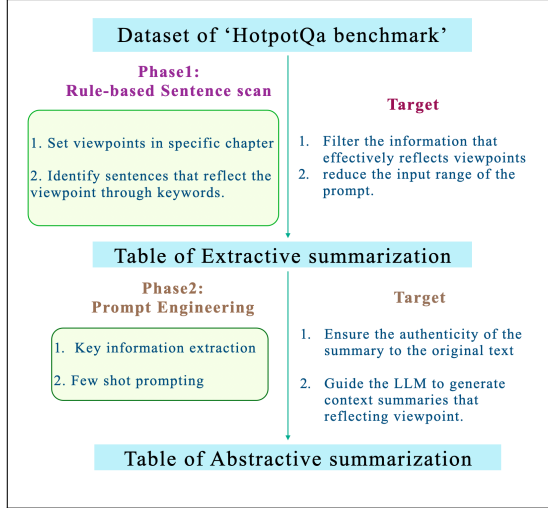 Dataset of ‘HotpotQa benchmark’
Phase1:
Rule-based Sentence scan
1. Set viewpoints in specific chapter
2. Identify sentences that reflect the
viewpoint through keywords.
Target
1. Filter the information that
effectively reflects viewpoints
2. reduce the input range of the
prompt.
Table of Extractive summarization
Phase2:
Prompt Engineering
1. Key information extraction
2. Few shot prompting
Target
1. Ensure the authenticity of the
summary to the original text
2. Guide the LLM to generate
context summaries that
reflecting viewpoint.
Table of Abstractive summarization